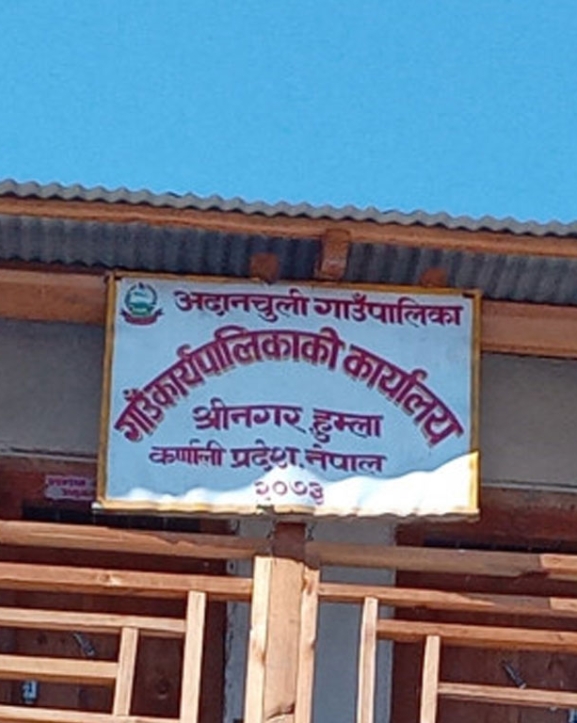 अदानचुली गाउँपालिका
गाउँकार्यपालिकाको कार्यालय
श्रीनगर हुम्ला
कर्णाली प्रदेश, नेपाल
२०७३